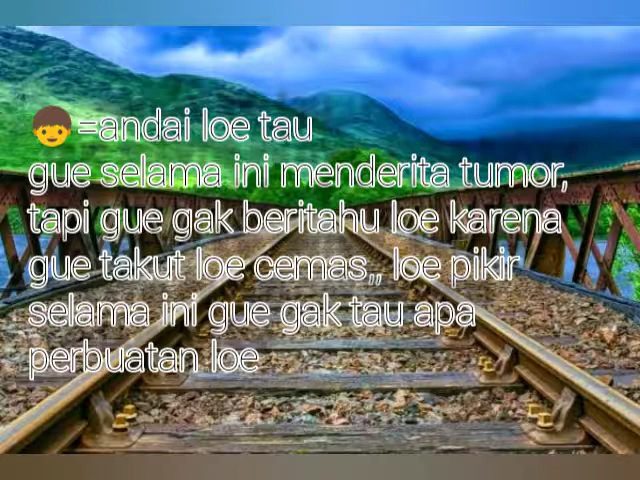 👦=andai loe tau
gue selama ini menderita tumor,
tapi gue gak beritahu loe karena
gue takut loe cemas,, loe pikir
selama ini gue gak tau apa
perbuatan loe